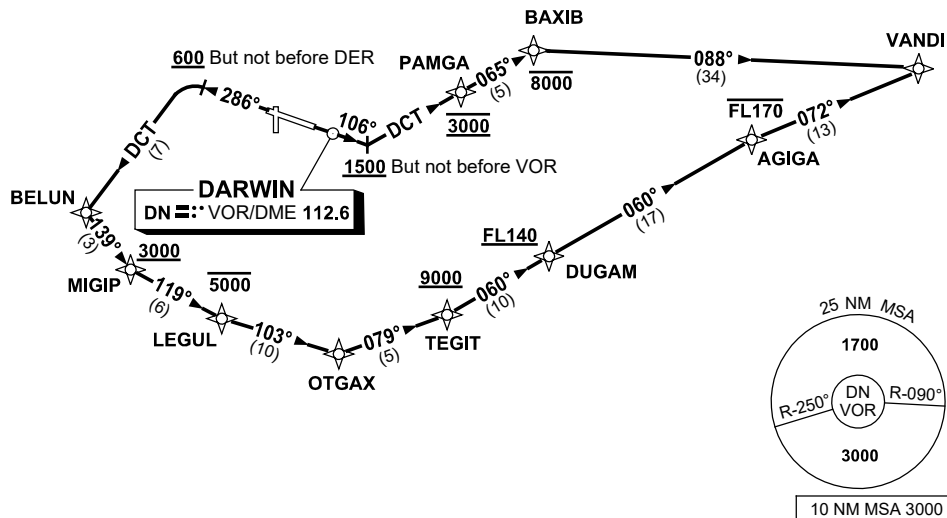 BAXIB
VANDI
600 But not before DER
PAMGA
065°
(5)
088°
(34)
8000
286°
3000
DCT
106°
FL170
072°
(13)
AGIGA
1500 But not before VOR
DCT
(7)
DARWIN
DN VOR/DME 112.6
BELUN
139°
(3)
3000
MIGIP
5000
119°
(6)
LEGUL
103°
(10)
OTGAX
079°
(5)
9000
TEGIT
060°
(10)
FL140
DUGAM
060°
(17)
25 NM MSA
1700
R-250°
DN
VOR
R-090°
3000
10 NM MSA 3000